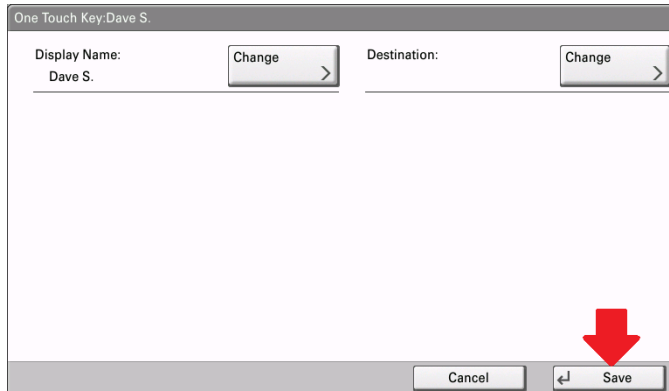 One Touch Key:Dave S.
Display Name:
Change
Dave S.
Destination:
Change
Cancel
Save